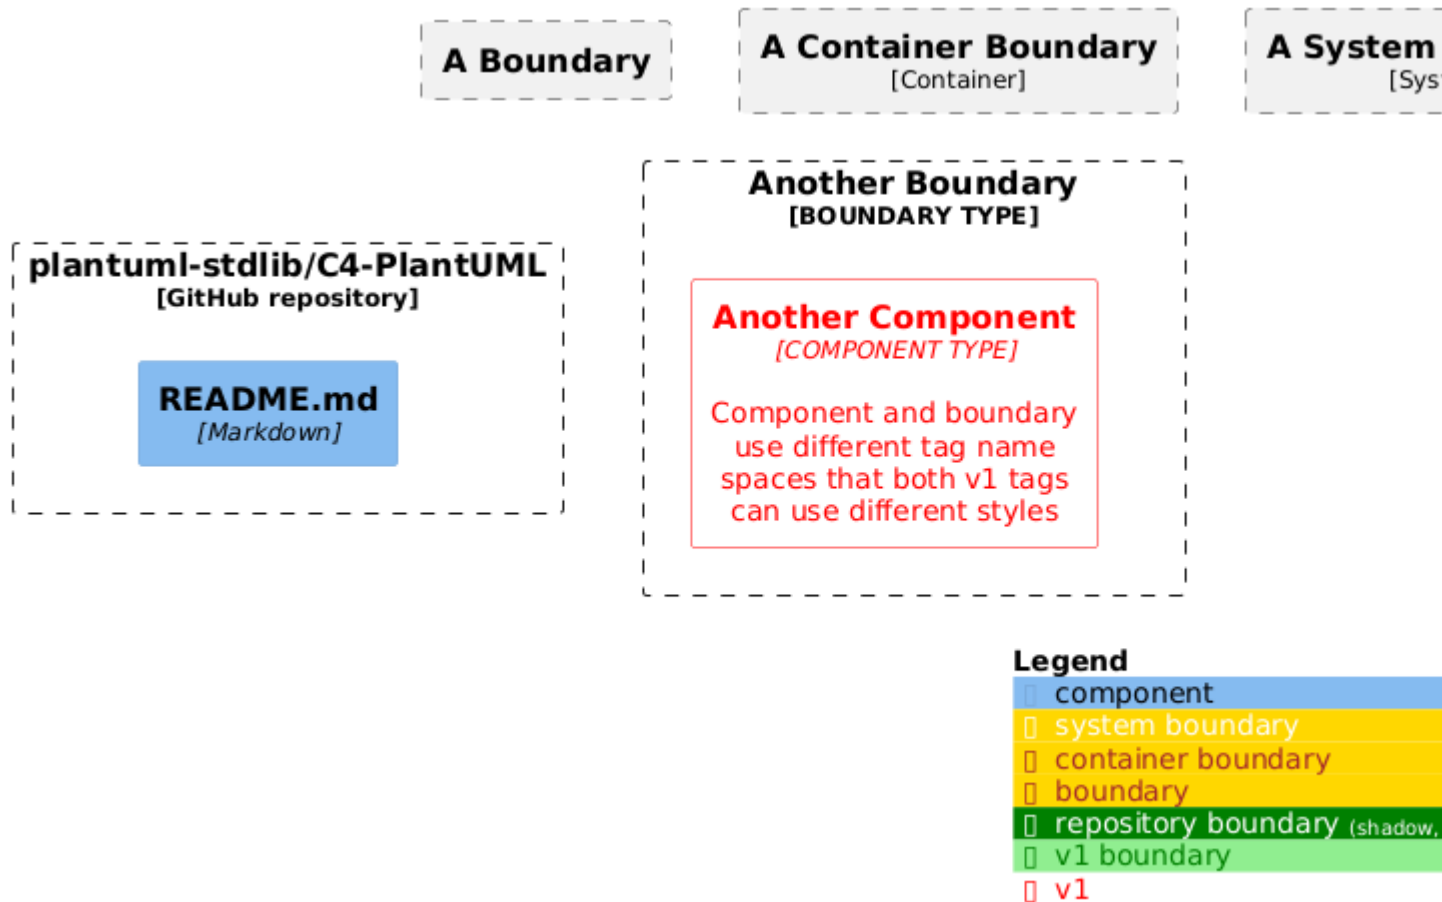 A Boundary
A Container Boundary
[Container]
A System
[Sys
Another Boundary
[BOUNDARY TYPE]
plantuml-stdlib/C4-PlantUML
[GitHub repository]
README.md
[Markdown]
Another Component
[COMPONENT TYPE]
Component and boundary
use different tag name
spaces that both v1 tags
can use different styles
Legend
component
system boundary
container boundary
boundary
repository boundary (shadow,
v1 boundary
v1